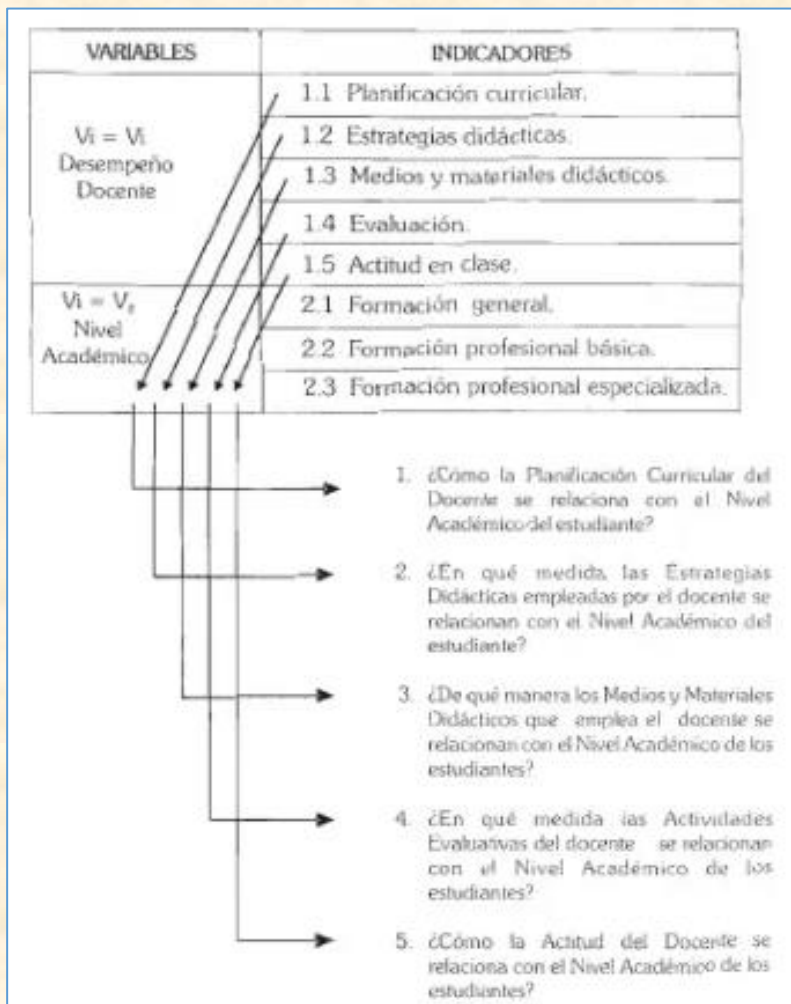 VARIABLES
INDICADORES
Vi = Vi
Desempeño
Docente
1.1 Planificación curricular.
1.2 Estrategias didácticas.
1.3 Medios y materiales didácticos.
1.4 Evaluación.
1.5 Actitud en clase.
Vi = V
Nivel
Académico
2.1 Formación general.
2.2 Formación profesional básica.
2.3 Formación profesional especializada.
1. ¿Cómo la Planificación Curricular del
Docente se relaciona con el Nivel
Académico del estudiante?
2. ¿En qué medida las Estrategias
Didácticas empleadas por el docente se
relacionan con el Nivel Académico del
estudiante?
3. ¿De qué manera los Medios y Materiales
Didácticos que emplea el docente se
relacionan con el Nivel Académico de los
estudiantes?
4. ¿En qué medida las Actividades
Evaluativas del docente se relacionan
con el Nivel Académico de los
estudiantes?
5. ¿Cómo la Actitud del Docente se
relaciona con el Nivel Académico de los
estudiantes?